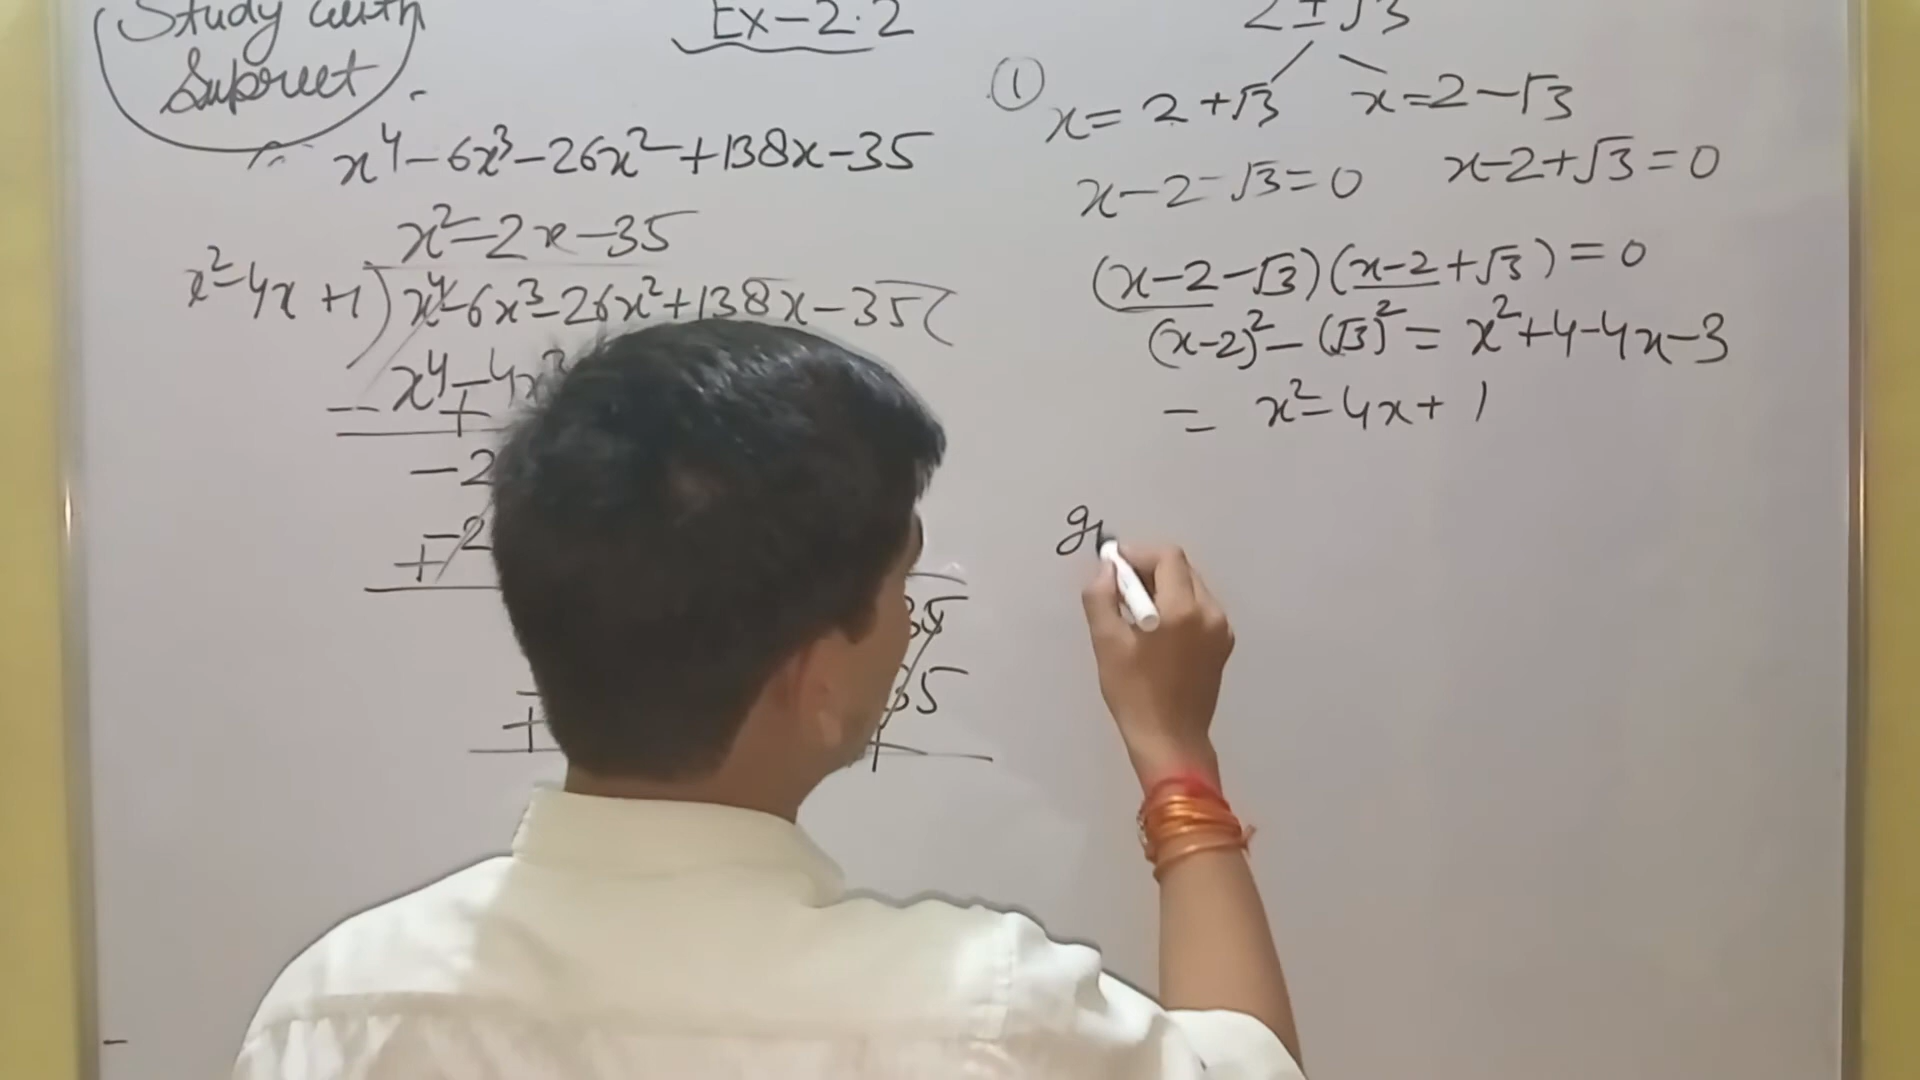 Study with
Supreet.
Ex-2.2
x⁴-6x³-26x²+138x-35
x²-2x-35
x²-4x+1)x⁴-6x³-26x²+138x-35(
x⁴-4x³
- +
-2
-2
+
35
35
+ +
2±√3
① x=2+√3 x=2-√3
x-2-√3=0 x-2+√3=0
(x-2-√3)(x-2+√3)=0
(x-2)²-(√3)²=x²+4-4x-3
= x²-4x+1